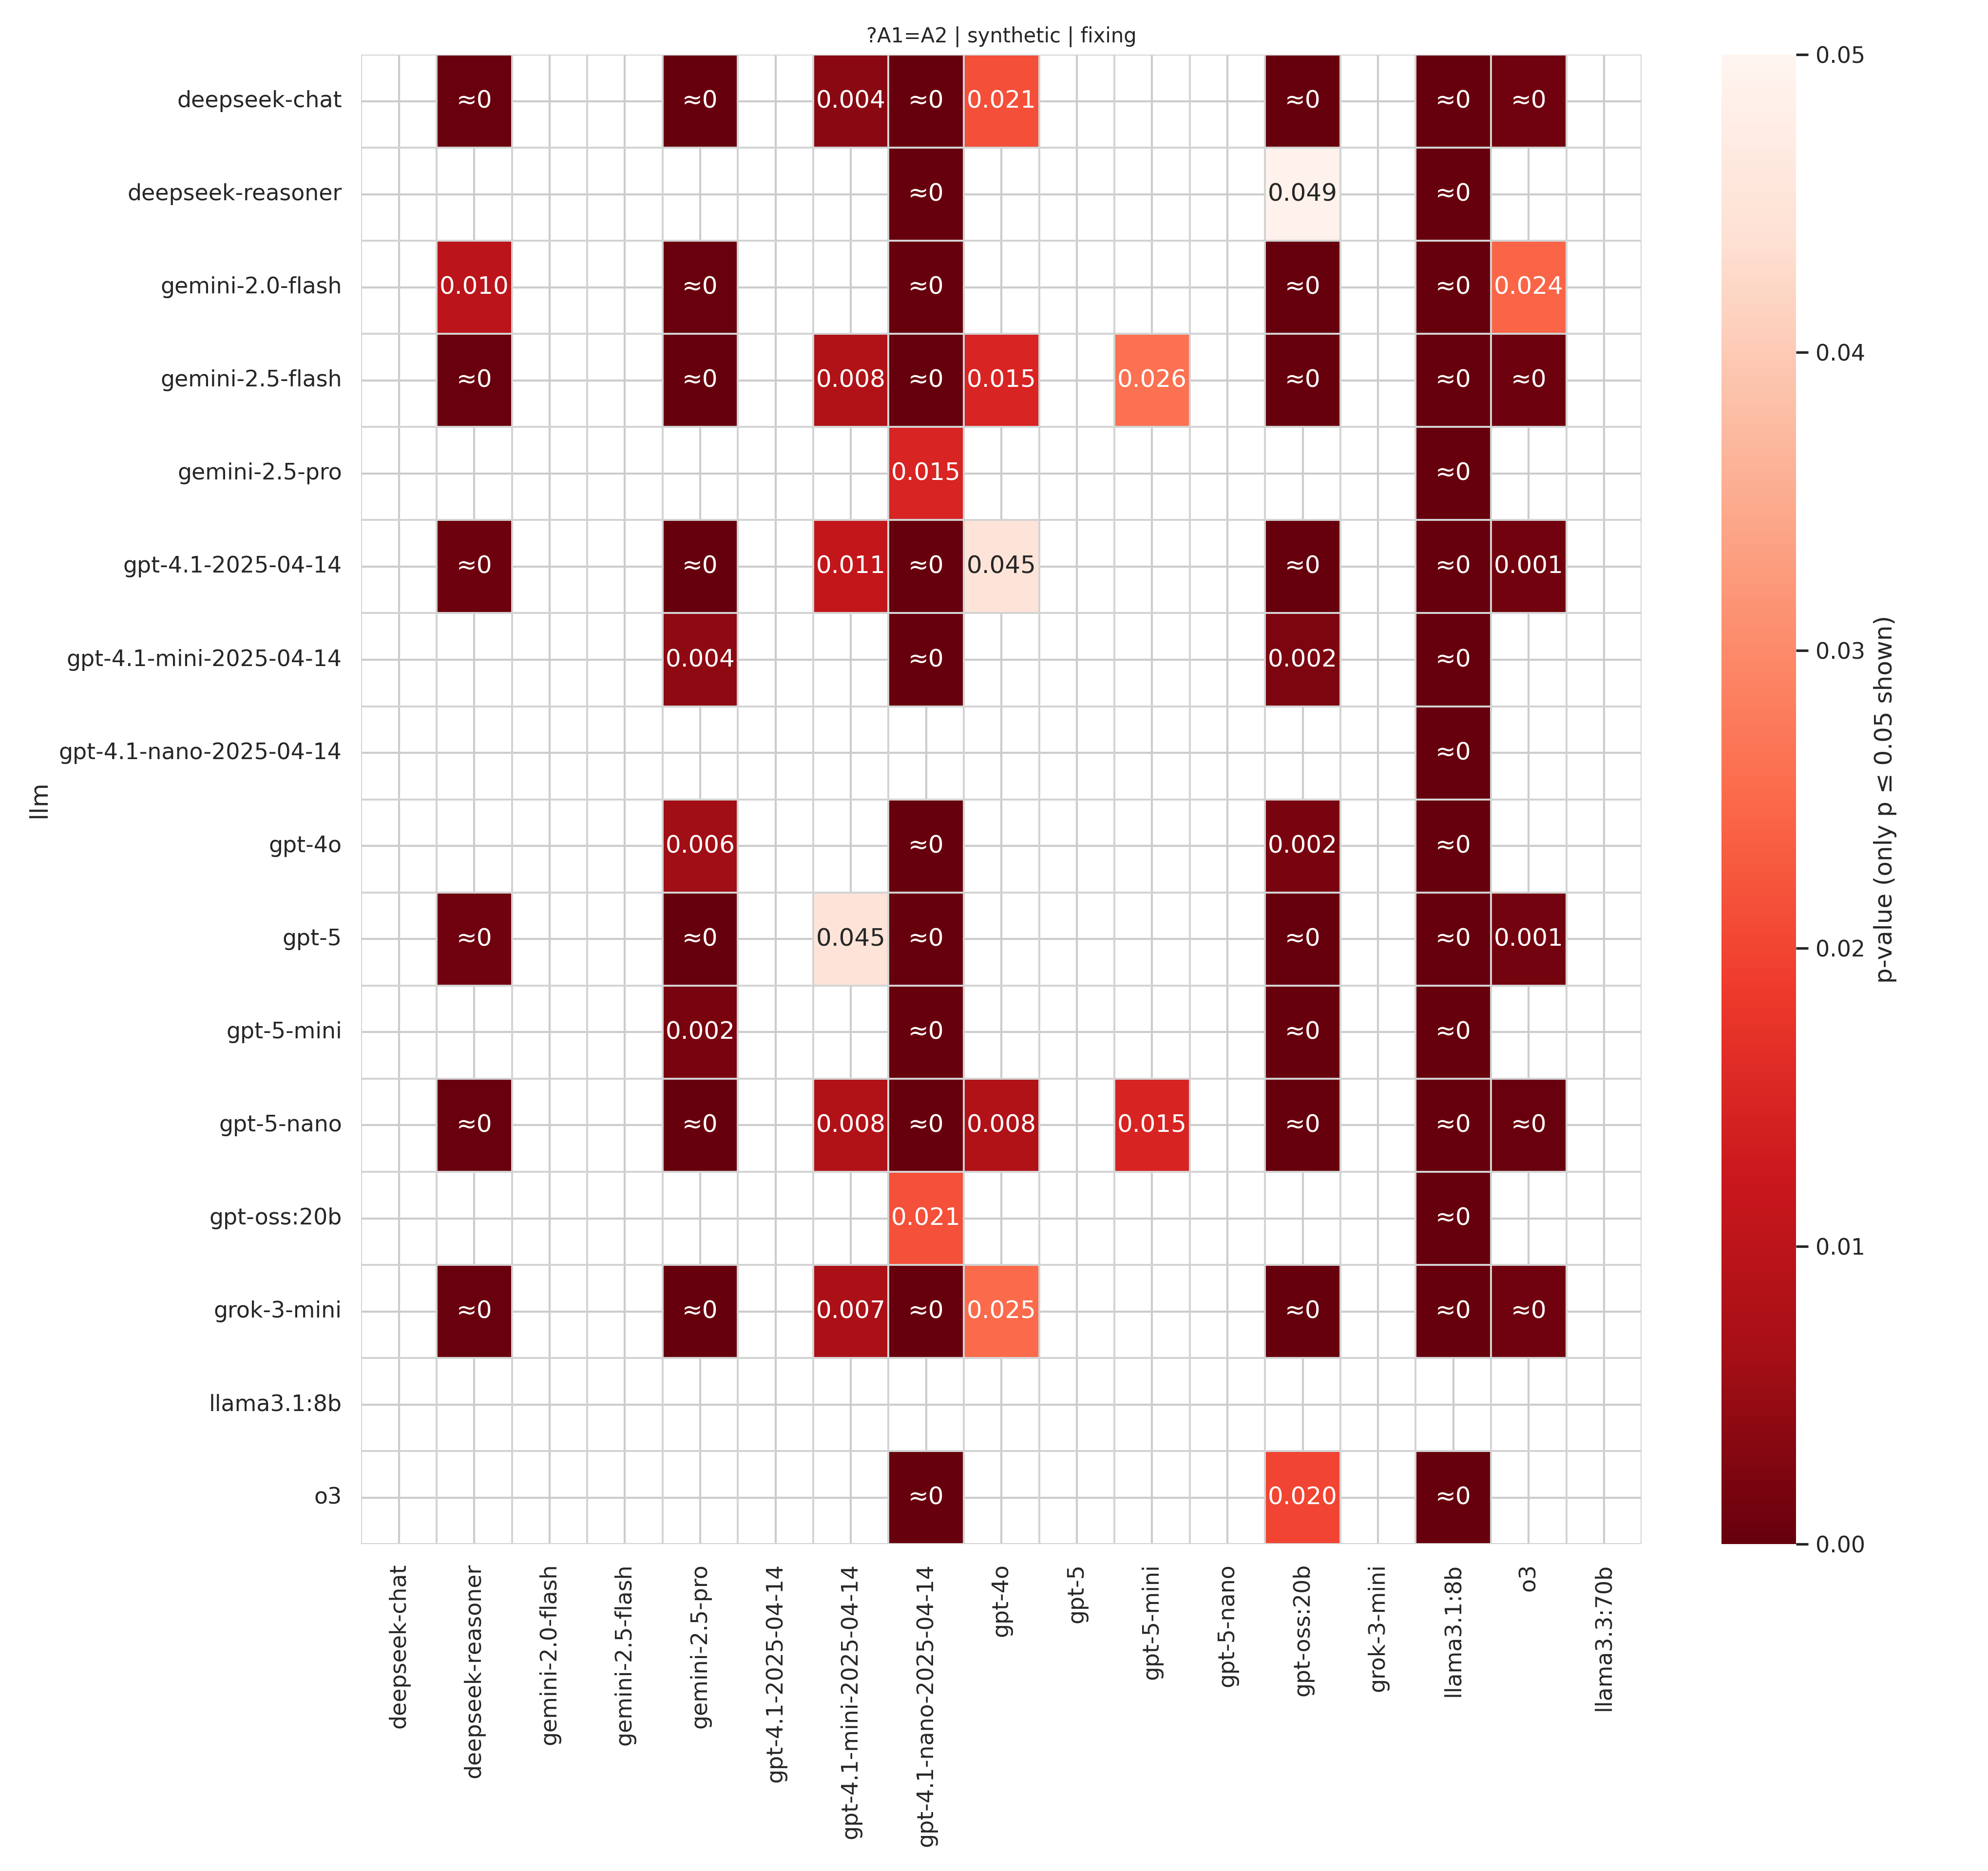 ?A1=A2 | synthetic | fixing
deepseek-chat ≈0 ≈0 0.004 ≈0 0.021 ≈0 ≈0 ≈0
deepseek-reasoner ≈0 0.049 ≈0
gemini-2.0-flash 0.010 ≈0 ≈0 ≈0 ≈0 0.024
gemini-2.5-flash ≈0 ≈0 0.008 ≈0 0.015 0.026 ≈0 ≈0 ≈0
gemini-2.5-pro 0.015 ≈0
gpt-4.1-2025-04-14 ≈0 ≈0 0.011 ≈0 0.045 ≈0 ≈0 0.001
gpt-4.1-mini-2025-04-14 0.004 ≈0 0.002 ≈0
gpt-4.1-nano-2025-04-14 ≈0
gpt-4o 0.006 ≈0 0.002 ≈0
gpt-5 ≈0 ≈0 0.045 ≈0 ≈0 ≈0 0.001
gpt-5-mini 0.002 ≈0 ≈0 ≈0
gpt-5-nano ≈0 ≈0 0.008 ≈0 0.008 0.015 ≈0 ≈0 ≈0
gpt-oss:20b 0.021 ≈0
grok-3-mini ≈0 ≈0 0.007 ≈0 0.025 ≈0 ≈0 ≈0
llama3.1:8b
o3 ≈0 0.020 ≈0
llm
deepseek-chat
deepseek-reasoner
gemini-2.0-flash
gemini-2.5-flash
gemini-2.5-pro
gpt-4.1-2025-04-14
gpt-4.1-mini-2025-04-14
gpt-4.1-nano-2025-04-14
gpt-4o
gpt-5
gpt-5-mini
gpt-5-nano
gpt-oss:20b
grok-3-mini
llama3.1:8b
o3
llama3.3:70b
0.05
0.04
0.03
0.02
0.01
0.00
p-value (only p ≤ 0.05 shown)